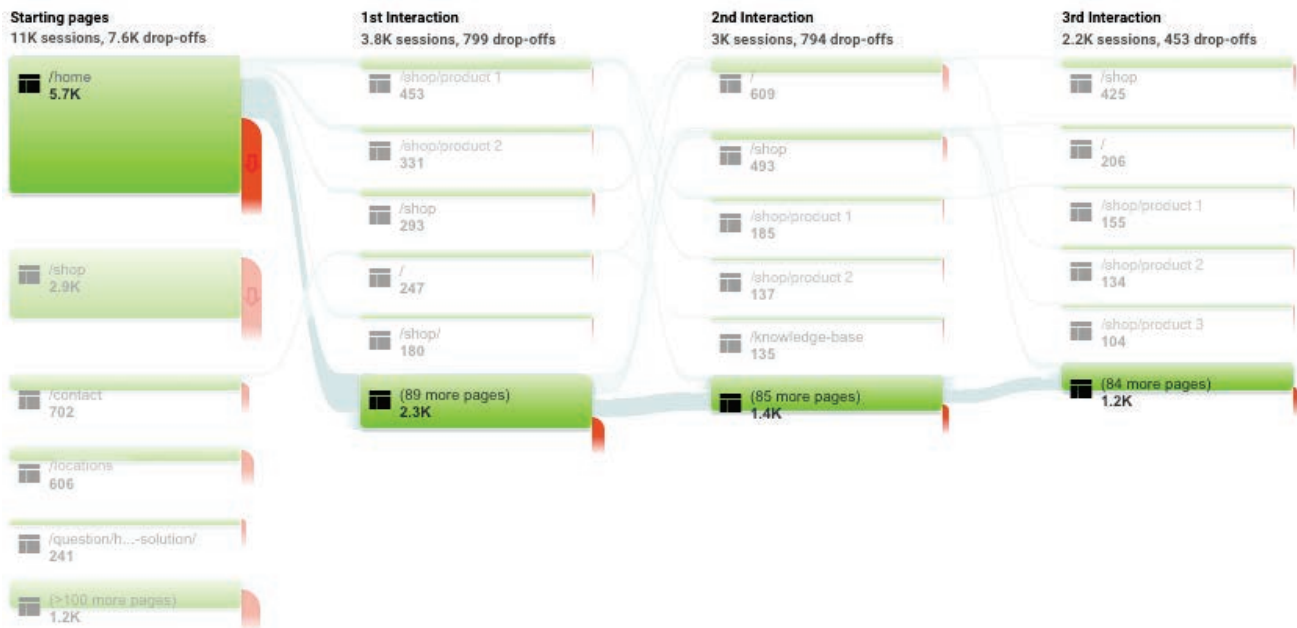 Starting pages
11K sessions, 7.6K drop-offs
/home
5.7K
/shop
2.9K
/contact
702
/locations
606
/question/h...-solution/
241
(>100 more pages)
1.2K
1st Interaction
3.8K sessions, 799 drop-offs
/shop/product 1
453
/shop/product 2
331
/shop
293
/
247
/shop/
180
(89 more pages)
2.3K
2nd Interaction
3K sessions, 794 drop-offs
/
609
/shop
493
/shop/product 1
185
/shop/product 2
137
/knowledge-base
135
(85 more pages)
1.4K
3rd Interaction
2.2K sessions, 453 drop-offs
/shop
425
/
206
/shop/product 1
155
/shop/product 2
134
/shop/product 3
104
(84 more pages)
1.2K